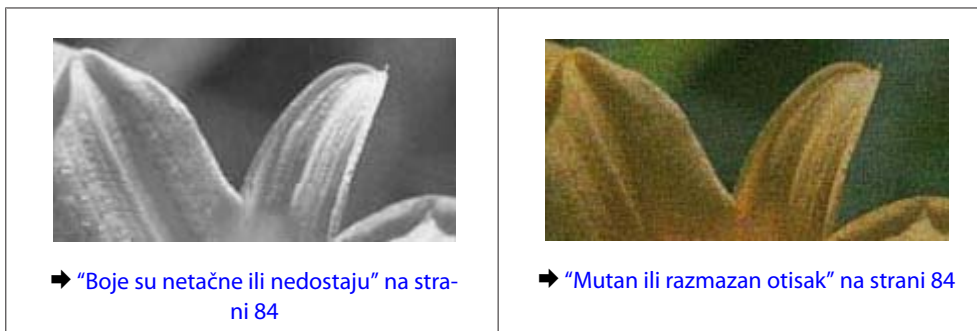 ➡ “Boje su netačne ili nedostaju” na stra-
ni 84
➡ “Mutan ili razmazan otisak” na strani 84